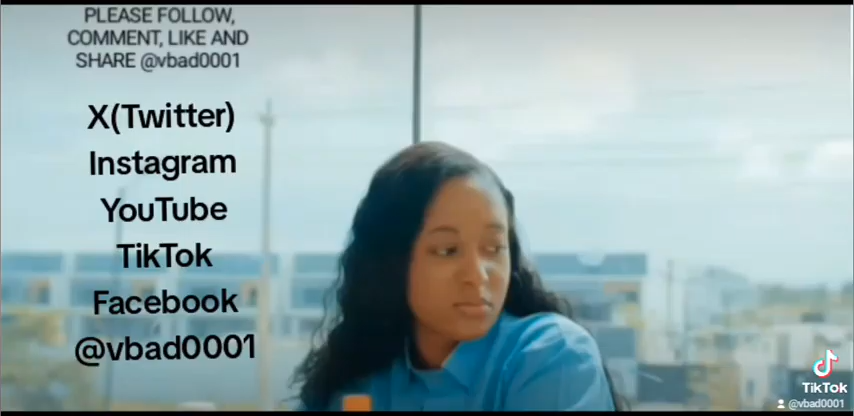 PLEASE FOLLOW,
COMMENT, LIKE AND
SHARE @vbad0001
X(Twitter)
Instagram
YouTube
TikTok
Facebook
@vbad0001
TikTok
@vbad0001